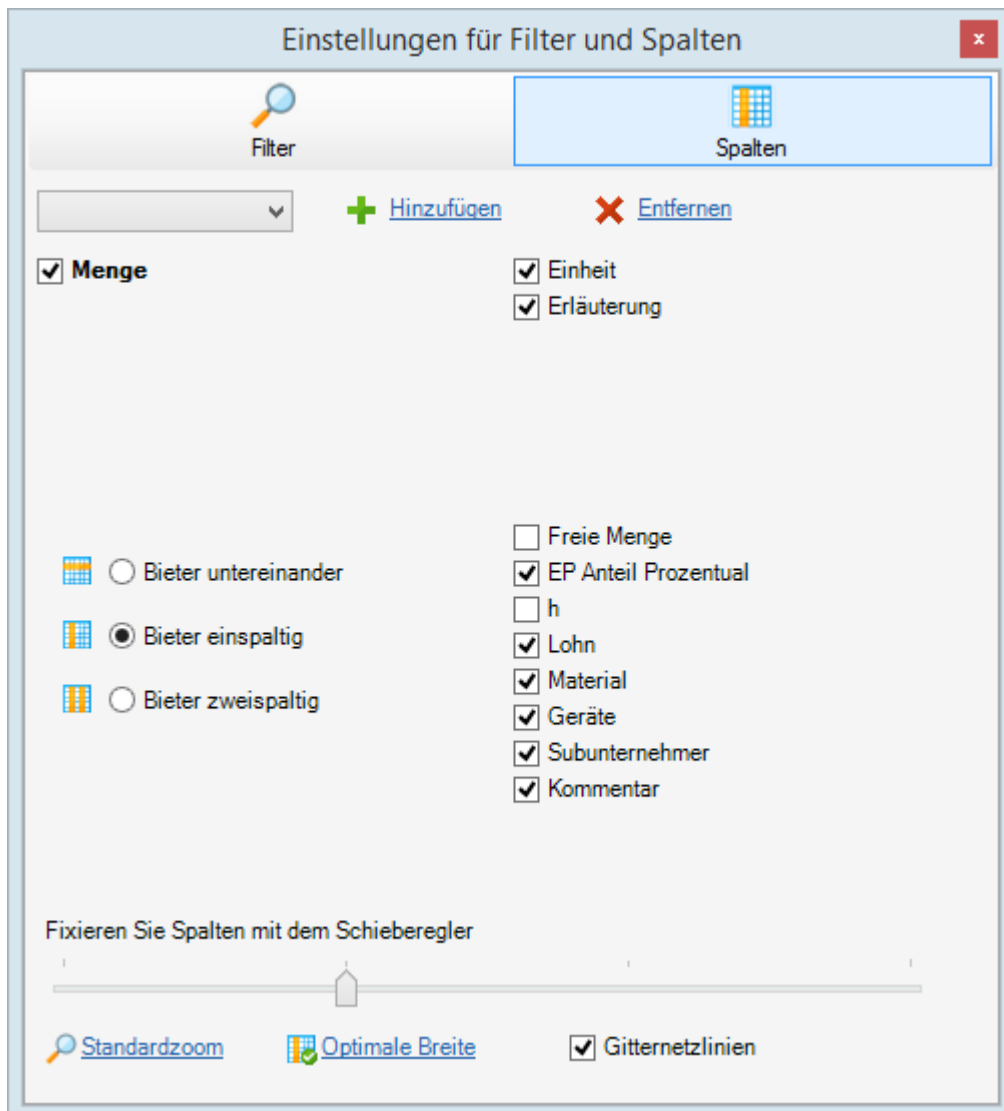 Einstellungen für Filter und Spalten
x
Filter
Spalten
Hinzufügen
Entfernen
Menge
Einheit
Erläuterung
Freie Menge
Bieter untereinander
EP Anteil Prozentual
h
Bieter einspaltig
Lohn
Material
Bieter zweispaltig
Geräte
Subunternehmer
Kommentar
Fixieren Sie Spalten mit dem Schieberegler
Standardzoom
Optimale Breite
Gitternetzlinien